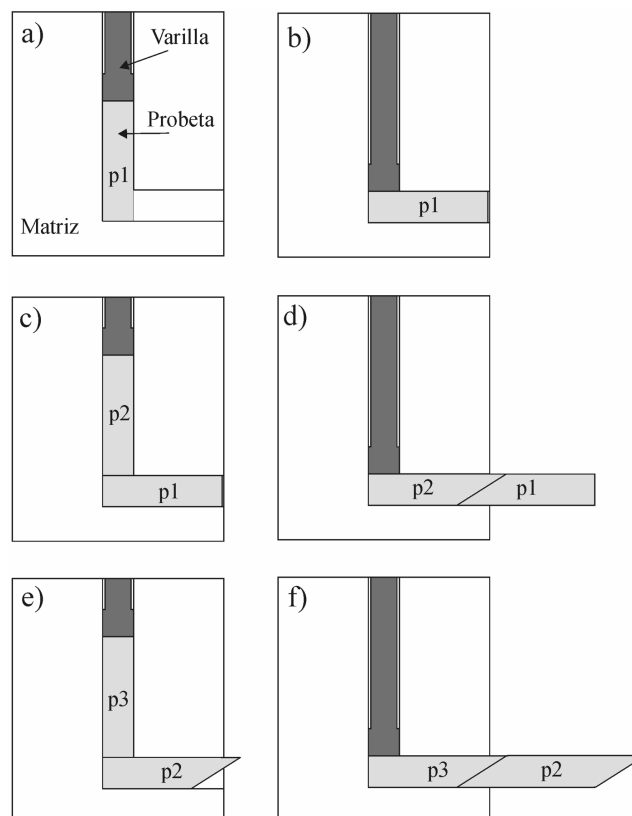 a)
Varilla
Probeta
p1
Matriz
b)
p1
c)
p2
p1
d)
p2
p1
e)
p3
p2
f)
p3
p2